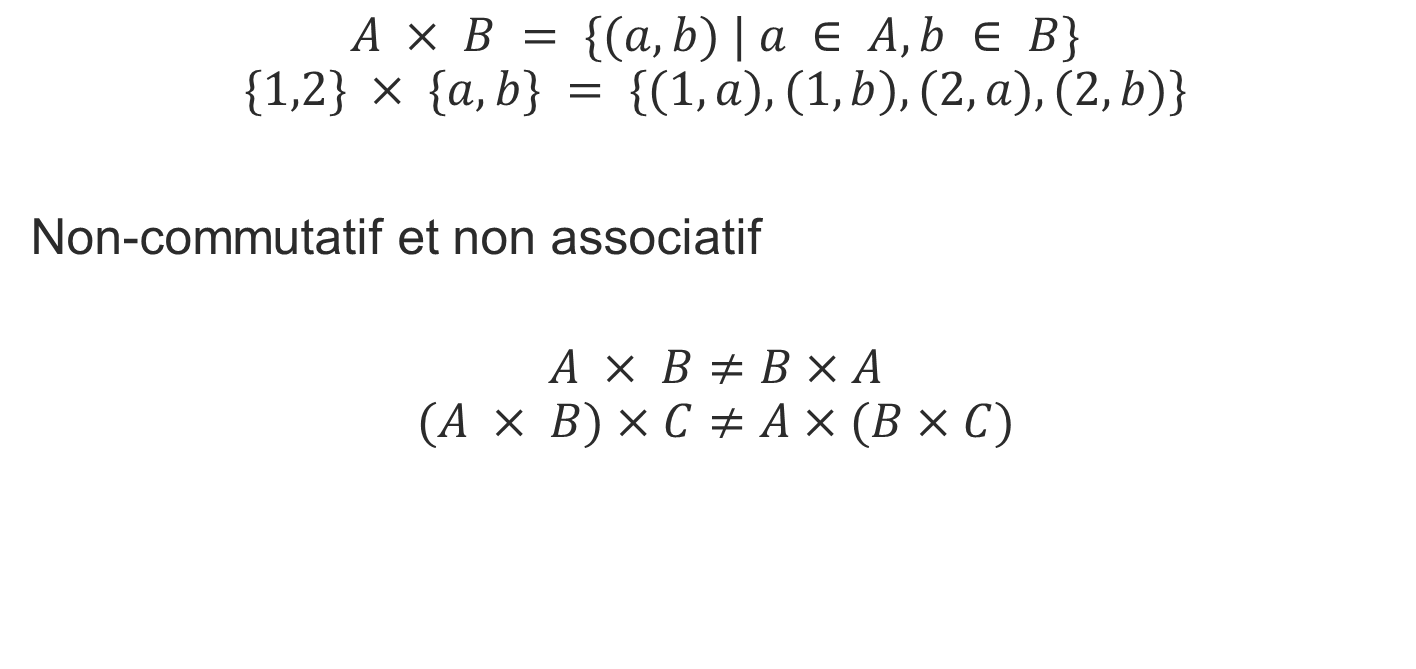 A × B = {(a, b) | a ∈ A, b ∈ B}
{1,2} × {a, b} = {(1, a), (1, b), (2, a), (2, b)}
Non-commutatif et non associatif
A × B ≠ B × A
(A × B) × C ≠ A × (B × C)